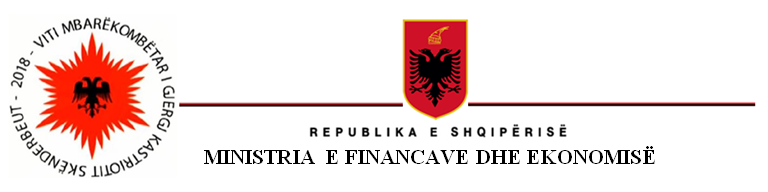 2018 - VITI MBARËKOMBËTAR I GJERGJ KASTRIOTIT SKËNDERBEUT -
REPUBLIKA E SHQIPËRISË
MINISTRIA E FINANCAVE DHE EKONOMISË